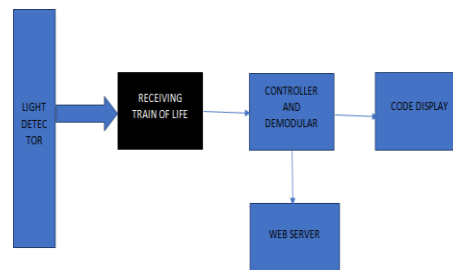 LIGHT
DETEC
TOR
RECEIVING
TRAIN OF LIFE
CONTROLLER
AND
DEMODULAR
CODE DISPLAY
WEB SERVER